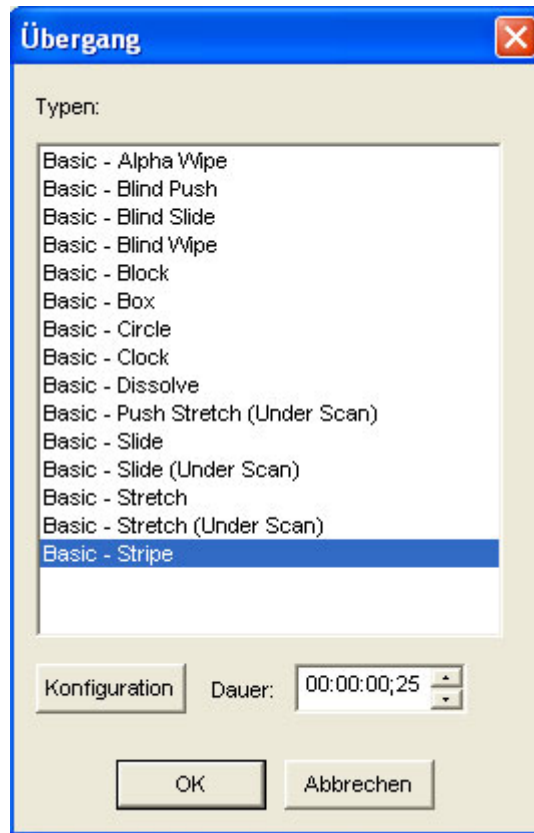 Übergang
Typen:
Basic - Alpha Wipe
Basic - Blind Push
Basic - Blind Slide
Basic - Blind Wipe
Basic - Block
Basic - Box
Basic - Circle
Basic - Clock
Basic - Dissolve
Basic - Push Stretch (Under Scan)
Basic - Slide
Basic - Slide (Under Scan)
Basic - Stretch
Basic - Stretch (Under Scan)
Basic - Stripe
Konfiguration Dauer: 00:00:00;25
OK Abbrechen